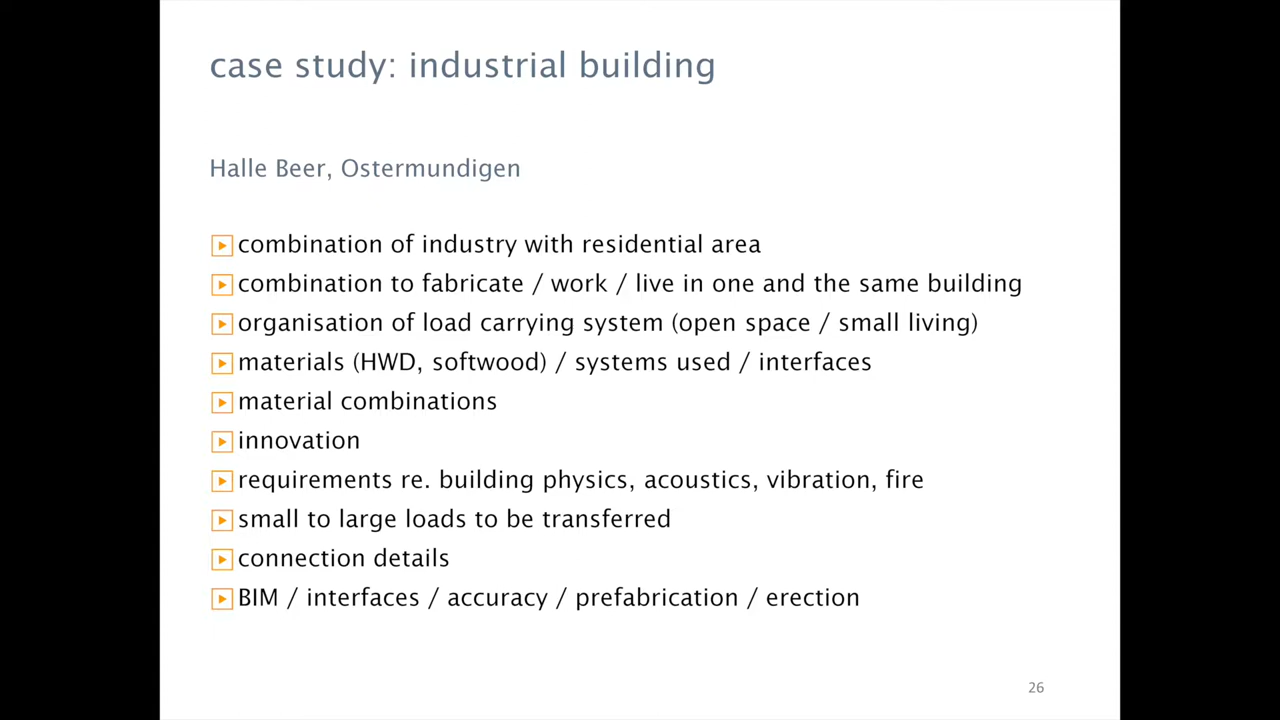 case study: industrial building
Halle Beer, Ostermundigen
combination of industry with residential area
combination to fabricate / work / live in one and the same building
organisation of load carrying system (open space / small living)
materials (HWD, softwood) / systems used / interfaces
material combinations
innovation
requirements re. building physics, acoustics, vibration, fire
small to large loads to be transferred
connection details
BIM / interfaces / accuracy / prefabrication / erection
26